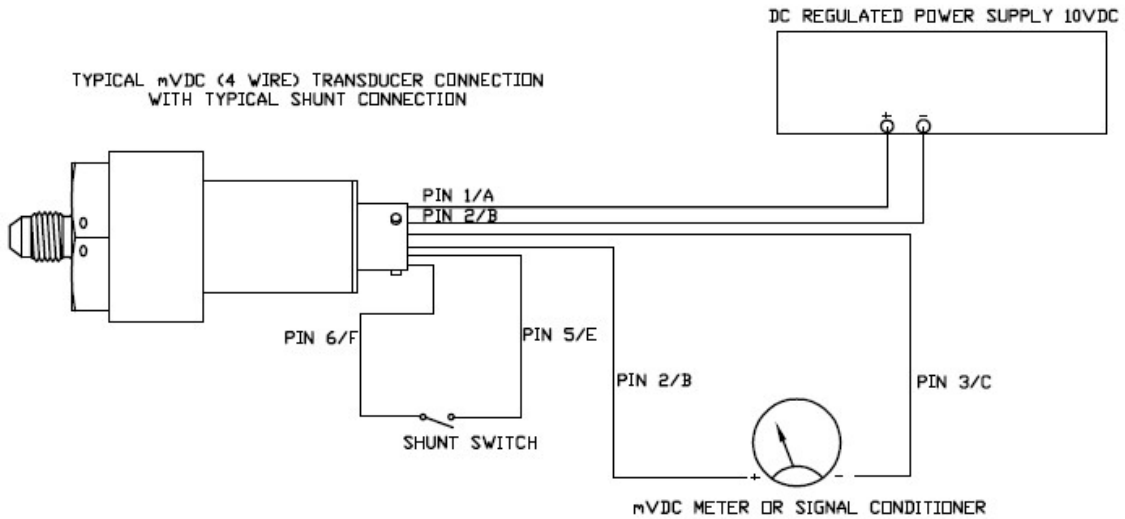 DC REGULATED POWER SUPPLY 10VDC
TYPICAL mVDC (4 WIRE) TRANSDUCER CONNECTION
WITH TYPICAL SHUNT CONNECTION
+ -
PIN 1/A
PIN 2/B
PIN 6/F
PIN 5/E
PIN 2/B
PIN 3/C
SHUNT SWITCH
+ -
mVDC METER OR SIGNAL CONDITIONER